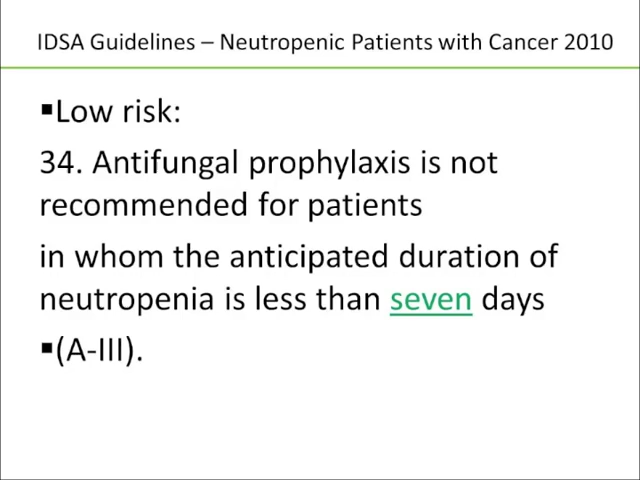 IDSA Guidelines – Neutropenic Patients with Cancer 2010
▪Low risk:
34. Antifungal prophylaxis is not
recommended for patients
in whom the anticipated duration of
neutropenia is less than seven days
▪(A-III).